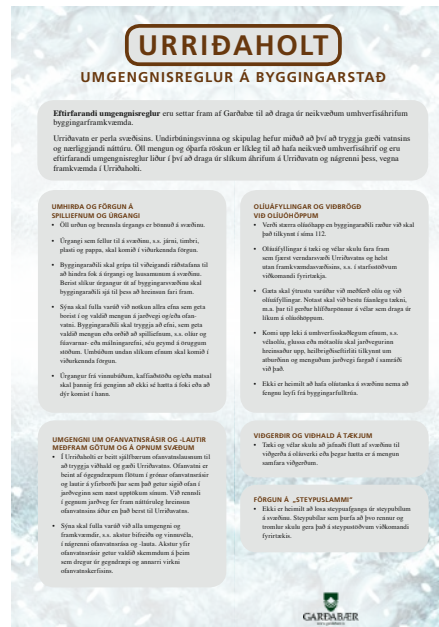 URRIÐAHOLT
UMGENGNISREGLUR Á BYGGINGARSTAÐ
Eftirfarandi umgengnisreglur eru settar fram af Garðabæ til að draga úr neikvæðum umhverfisáhrifum
byggingarframkvæmda.
Urriðavatn er perla svæðisins. Undirbúningsvinna og skipulag hefur miðað að því að tryggja gæði vatnsins
og nærliggjandi náttúru. Öll mengun og óþarfa röskun er líkleg til að hafa neikvæð umhverfisáhrif og eru
eftirfarandi umgengnisreglur liður í því að draga úr slíkum áhrifum á Urriðavatn og nágrenni þess, vegna
framkvæmda í Urriðaholti.
UMHIRÐA OG FÖRGUN Á
SPILLIEFNUM OG ÚRGANGI
• Öll urðun og brennsla úrgangs er bönnuð á svæðinu.
• Úrgangi sem fellur til á svæðinu, s.s. járni, timbri,
plasti og pappa, skal komið í viðurkennda förgun.
• Byggingaraðili skal grípa til viðeigandi ráðstafana til
að hindra fok á úrgangi og lausamunum á svæðinu.
Berist slíkur úrgangur út af byggingarsvæðinu skal
byggingaraðili sjá til þess að hreinsun fari fram.
• Sýna skal fulla varúð við notkun allra efna sem geta
borist í og valdið mengun á jarðvegi og/eða ofan-
vatni. Byggingaraðili skal tryggja að efni, sem geta
valdið mengun eða orðið að spilliefnum, s.s. olíur og
fúavarnar- eða málningarefni, séu geymd á öruggum
stöðum. Umbúðum undan slíkum efnum skal komið í
viðurkennda förgun.
• Úrgangur frá vinnubúðum, kaffiaðstöðu og/eða matsal
skal þannig frá genginn að ekki sé hætta á foki eða að
dýr komist í hann.
UMGENGNI UM OFANVATNSRÁSIR OG -LAUTIR
MEÐFRAM GÖTUM OG Á OPNUM SVÆÐUM
• Í Urriðaholti er beitt sjálfbærum ofanvatnslausnum til
að tryggja viðhald og gæði Urriðavatns. Ofanvatni er
beint af ógegndræpum flötum í grónar ofanvatnsrásir
og lautir á yfirborði þar sem það getur sigið ofan í
jarðveginn sem næst upptökum sínum. Við rennsli
í gegnum jarðveg fer fram náttúruleg hreinsun
ofanvatnsins áður en það berst til Urriðavatns.
• Sýna skal fulla varúð við alla umgengni og
framkvæmdir, s.s. akstur bifreiða og vinnuvéla,
í nágrenni ofanvatnsrása og -lauta. Akstur yfir
ofanvatnsrásir getur valdið skemmdum á þeim
sem dregur úr gegndræpi og annarri virkni
ofanvatnskerfisins.
OLÍUÁFYLLINGAR OG VIÐBRÖGÐ
VIÐ OLÍUÓHÖPPUM
• Verði stærra olíuóhapp en byggingaraðili ræður við skal
það tilkynnt í síma 112.
• Olíuáfyllingar á tæki og vélar skulu fara fram
sem fjærst verndarsvæði Urriðavatns og helst
utan framkvæmdasvæðisins, s.s. í starfsstöðvum
viðkomandi fyrirtækis.
• Gæta skal ýtrustu varúðar við meðferð olíu og við
olíuáfyllingar. Notast skal við bestu fáanlegu tækni,
m.a. þar til gerðar hlífðarþrónnur á vélar sem draga úr
líkum á olíuóhöppum.
• Komi upp leki á umhverfisskaðlegum efnum, s.s.
vélaolíu, glussa eða mótaolíu skal jarðvegurinn
hreinsaður upp, heilbrigðiseftirliti tilkynnt um
atburðinn og menguðum jarðvegi fargað í samráði
við það.
• Ekki er heimilt að hafa olíutanka á svæðinu nema að
fengnu leyfi frá byggingarfulltrúa.
VIÐGERÐIR OG VIÐHALD Á TÆKJUM
• Tæki og vélar skulu að jafnaði flutt af svæðinu til
viðgerða á olíuverki eða þegar hætta er á mengun
samfara viðgerðum.
FÖRGUN Á „STEYPUSLAMMI“
• Ekki er heimilt að losa steypuafganga úr steypubílum
á svæðinu. Steypubílar sem þurfa að þvo rennur og
tromlur skulu gera það á steypustöðvum viðkomandi
fyrirtækis.
GARÐABÆR